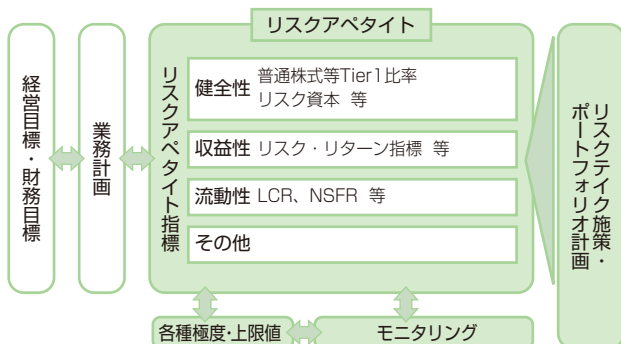 リスクアペタイト
経営目標・財務目標
業務計画
リスクアペタイト指標
健全性 普通株式等Tier1比率
リスク資本 等
収益性 リスク・リターン指標 等
流動性 LCR、NSFR 等
その他
リスクテイク施策・
ポートフォリオ計画
各種極度・上限値
モニタリング